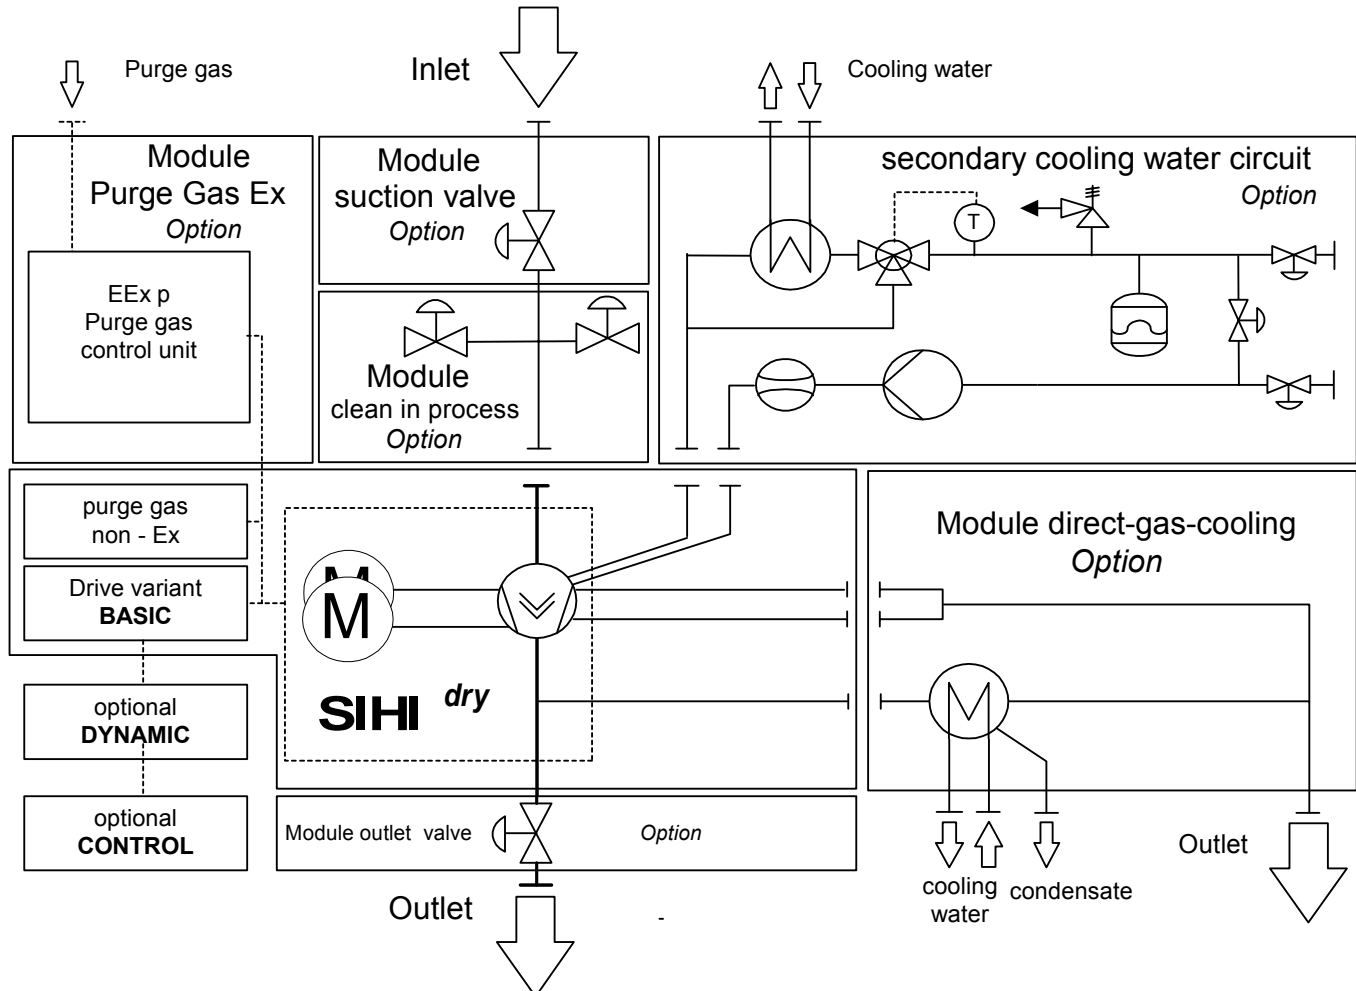 Purge gas
Inlet
Cooling water
Module
Purge Gas Ex
Option
Module
suction valve
Option
secondary cooling water circuit
Option
T
EEx p
Purge gas
control unit
Module
clean in process
Option
purge gas
non - Ex
Drive variant
BASIC
M
M
SIHI dry
Module direct-gas-cooling
Option
optional
DYNAMIC
optional
CONTROL
Module outlet valve
Option
Outlet
-
cooling
water
condensate
Outlet